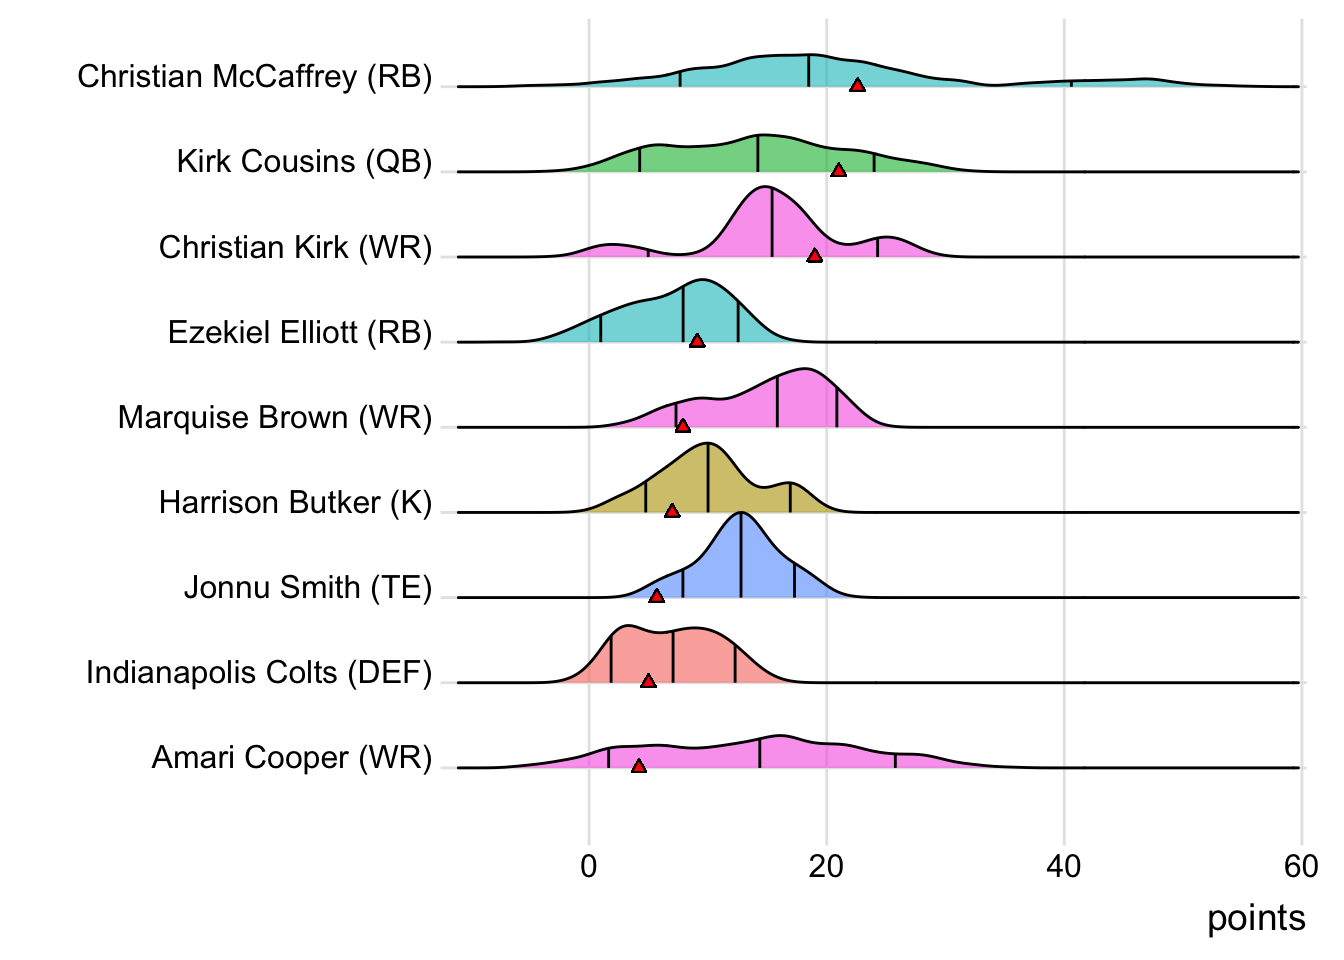 Christian McCaffrey (RB)
Kirk Cousins (QB)
Christian Kirk (WR)
Ezekiel Elliott (RB)
Marquise Brown (WR)
Harrison Butker (K)
Jonnu Smith (TE)
Indianapolis Colts (DEF)
Amari Cooper (WR)
0 20 40 60
points